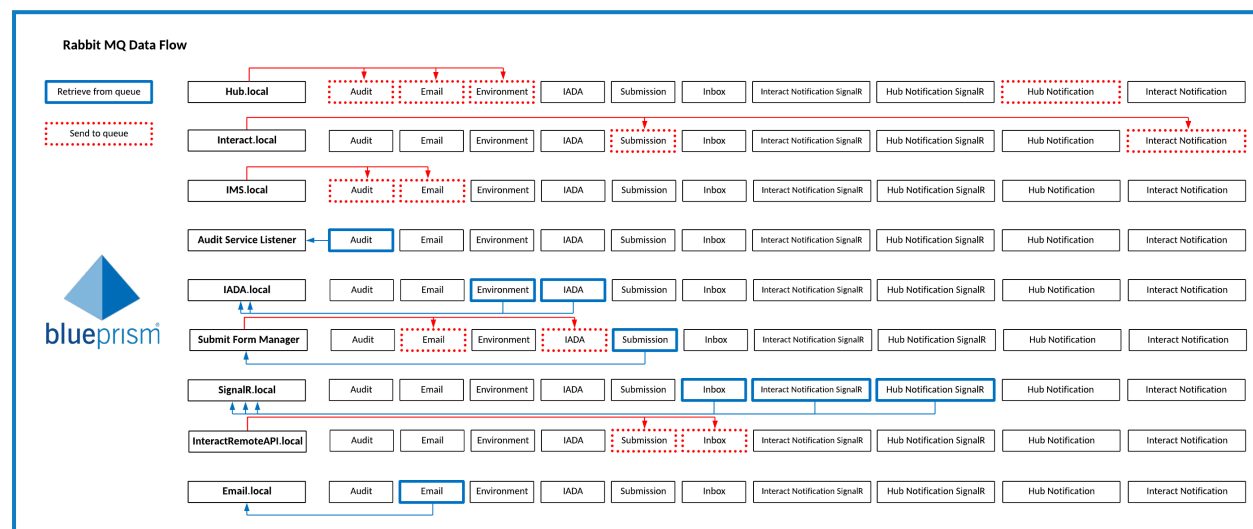 Rabbit MQ Data Flow
Retrieve from queue
Send to queue
Hub.local Audit Email Environment IADA Submission Inbox Interact Notification SignalR Hub Notification SignalR Hub Notification Interact Notification
Interact.local Audit Email Environment IADA Submission Inbox Interact Notification SignalR Hub Notification SignalR Hub Notification Interact Notification
IMS.local Audit Email Environment IADA Submission Inbox Interact Notification SignalR Hub Notification SignalR Hub Notification Interact Notification
Audit Service Listener Audit Email Environment IADA Submission Inbox Interact Notification SignalR Hub Notification SignalR Hub Notification Interact Notification
IADA.local Audit Email Environment IADA Submission Inbox Interact Notification SignalR Hub Notification SignalR Hub Notification Interact Notification
blueprism
Submit Form Manager Audit Email Environment IADA Submission Inbox Interact Notification SignalR Hub Notification SignalR Hub Notification Interact Notification
SignalR.local Audit Email Environment IADA Submission Inbox Interact Notification SignalR Hub Notification SignalR Hub Notification Interact Notification
InteractRemoteAPI.local Audit Email Environment IADA Submission Inbox Interact Notification SignalR Hub Notification SignalR Hub Notification Interact Notification
Email.local Audit Email Environment IADA Submission Inbox Interact Notification SignalR Hub Notification SignalR Hub Notification Interact Notification